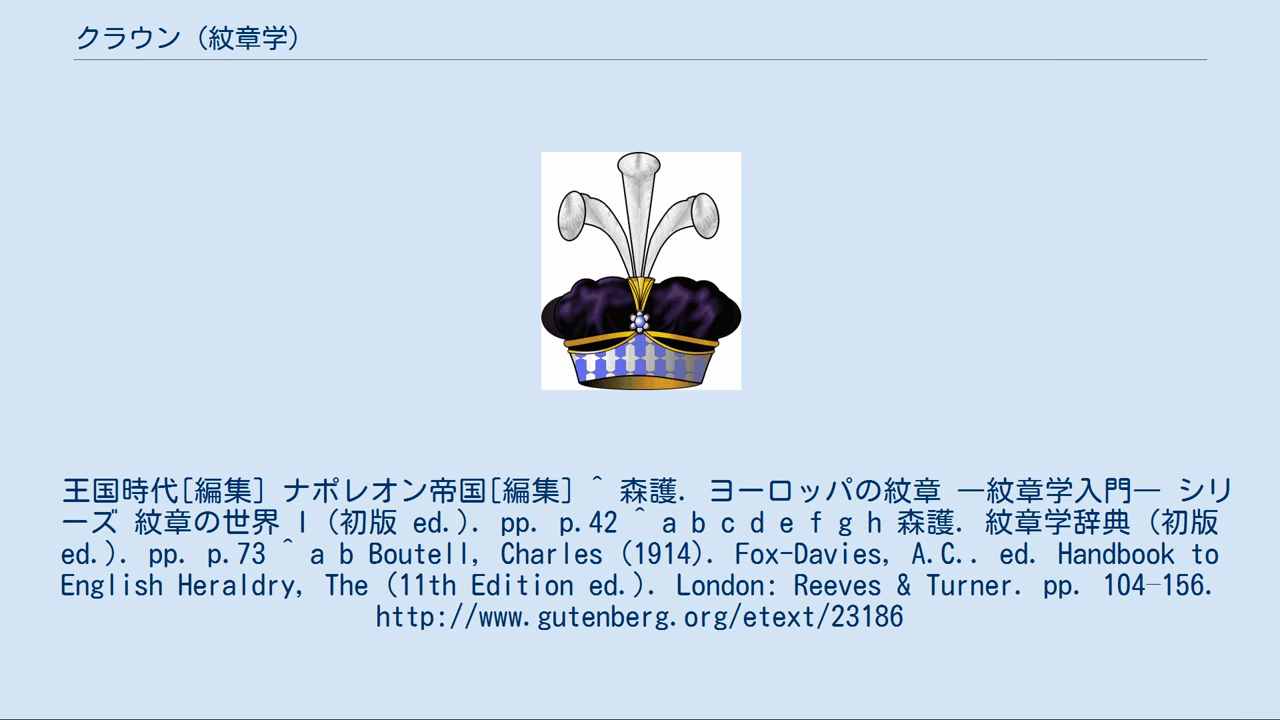 クラウン（紋章学）
王国時代[編集] ナポレオン帝国[編集] ^ 森護. ヨーロッパの紋章 ―紋章学入門― シリ
ーズ 紋章の世界 I (初版 ed.). pp. p.42 ^ a b c d e f g h 森護. 紋章学辞典 (初版
ed.). pp. p.73 ^ a b Boutell, Charles (1914). Fox-Davies, A.C.. ed. Handbook to
English Heraldry, The (11th Edition ed.). London: Reeves & Turner. pp. 104–156.
http://www.gutenberg.org/etext/23186